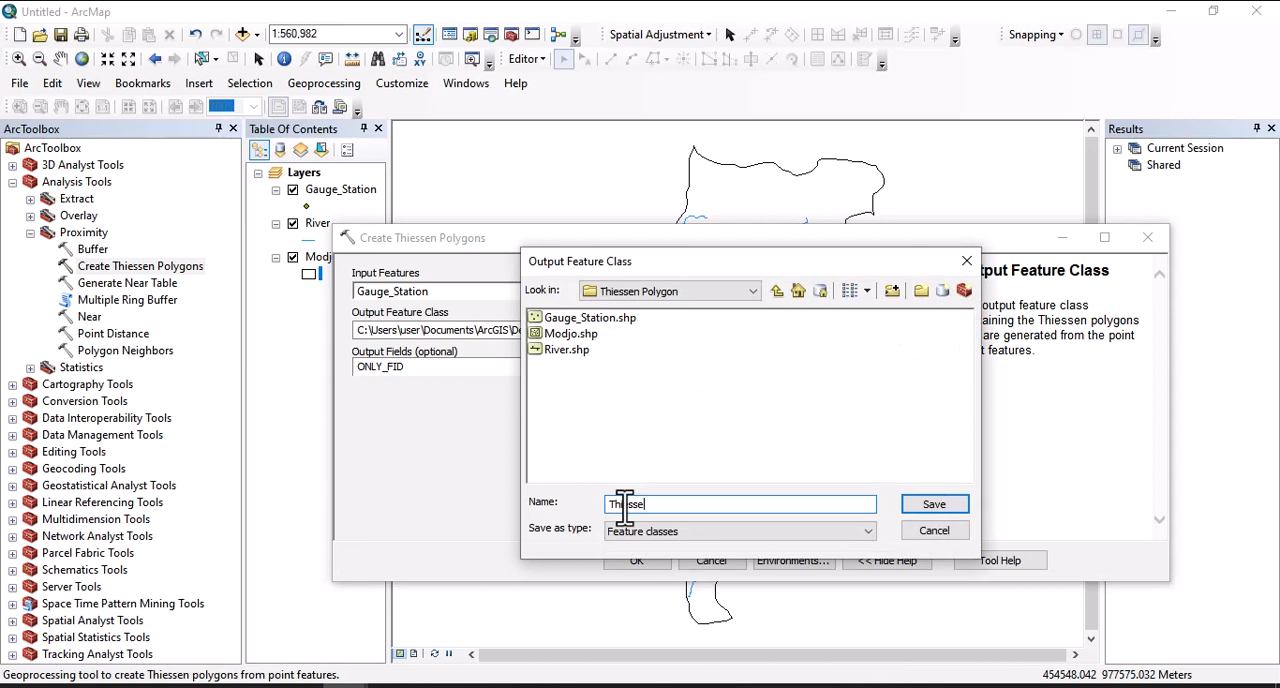 Untitled - ArcMap
1:560,982
Spatial Adjustment
Snapping
Editor
File Edit View Bookmarks Insert Selection Geoprocessing Customize Windows Help
ArcToolbox
ArcToolbox
3D Analyst Tools
Analysis Tools
Extract
Overlay
Proximity
Buffer
Create Thiessen Polygons
Generate Near Table
Multiple Ring Buffer
Near
Point Distance
Polygon Neighbors
Statistics
Cartography Tools
Conversion Tools
Data Interoperability Tools
Data Management Tools
Editing Tools
Geocoding Tools
Geostatistical Analyst Tools
Linear Referencing Tools
Multidimension Tools
Network Analyst Tools
Parcel Fabric Tools
Schematics Tools
Server Tools
Space Time Pattern Mining Tools
Spatial Analyst Tools
Spatial Statistics Tools
Tracking Analyst Tools
Table Of Contents
Layers
Gauge_Station
River
Modj
Create Thiessen Polygons
Input Features
Gauge_Station
Output Feature Class
C:\Users\user\Documents\ArcGIS\De
Output Fields (optional)
ONLY_FID
OK Cancel Environments... << Hide Help Tool Help
Output Feature Class
Look in: Thiessen Polygon
Gauge_Station.shp
Modjo.shp
River.shp
Name: Thiesse Save
Save as type: Feature classes Cancel
tput Feature Class
output feature class
aining the Thiessen polygons
are generated from the point
t features.
Results
Current Session
Shared
Geoprocessing tool to create Thiessen polygons from point features.
454548.042 977575.032 Meters